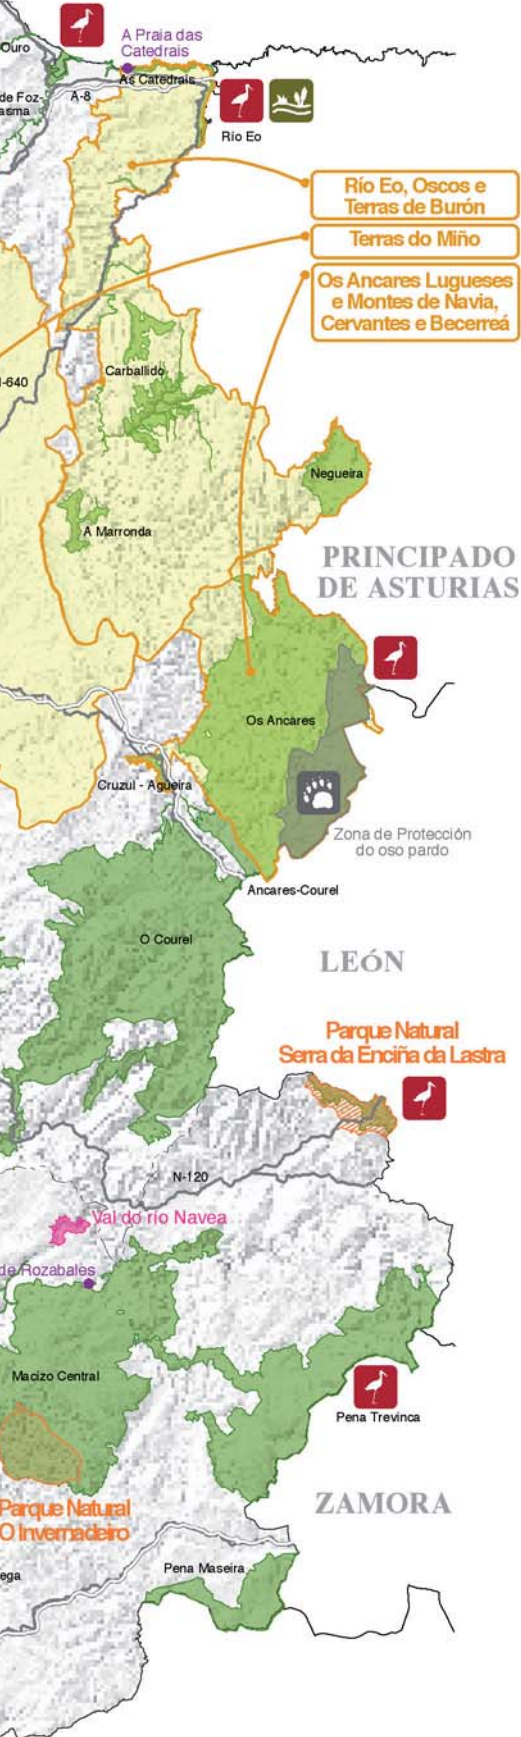 A Praia das
Catedrais
Ouro
As Catedrais
de Foz-
asma
A-8
Río Eo
Río Eo, Oscos e
Terras de Burón
Terras do Miño
Os Ancares Lugueses
e Montes de Navia,
Cervantes e Becerreá
Carballido
-640
Negueira
A Marronda
PRINCIPADO
DE ASTURIAS
Os Ancares
Cruzul - Agüeira
Zona de Protección
do oso pardo
Ancares-Courel
O Courel
LEÓN
Parque Natural
Serra da Enciña da Lastra
N-120
Val do río Navea
de Rozabales
Macizo Central
Pena Trevinca
Parque Natural
O Invernadeiro
ZAMORA
Pena Maseira
ega